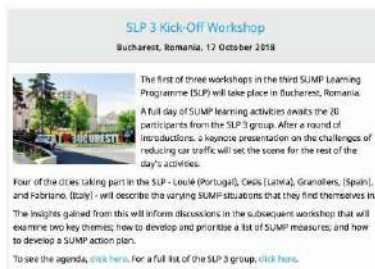 SLP 3 Kick-Off Workshop
Bucharest, Romania, 17 October 2018
The first of three workshops in the third SUMP Learning
Programme (SLP) will take place in Bucharest, Romania.
A full day of SUMP learning activities awaits the 20
participants from the SLP 3 group. After a round of
introductions, a keynote presentation on the challenges of
reducing car traffic will set the scene for the rest of the
day's activities.
BUCURESTI
Four of the cities taking part in the SLP - Loulé (Portugal), Cesis (Latvia), Granollers, (Spain),
and Fabriano, (Italy) - will describe the varying SUMP situations that they find themselves in.
The insights gained from this will inform discussions in the subsequent workshop that will
examine two key themes; how to develop and prioritise a list of SUMP measures; and how
to develop a SUMP action plan.
To see the agenda, click here. For a full list of the SLP 3 group, click here.